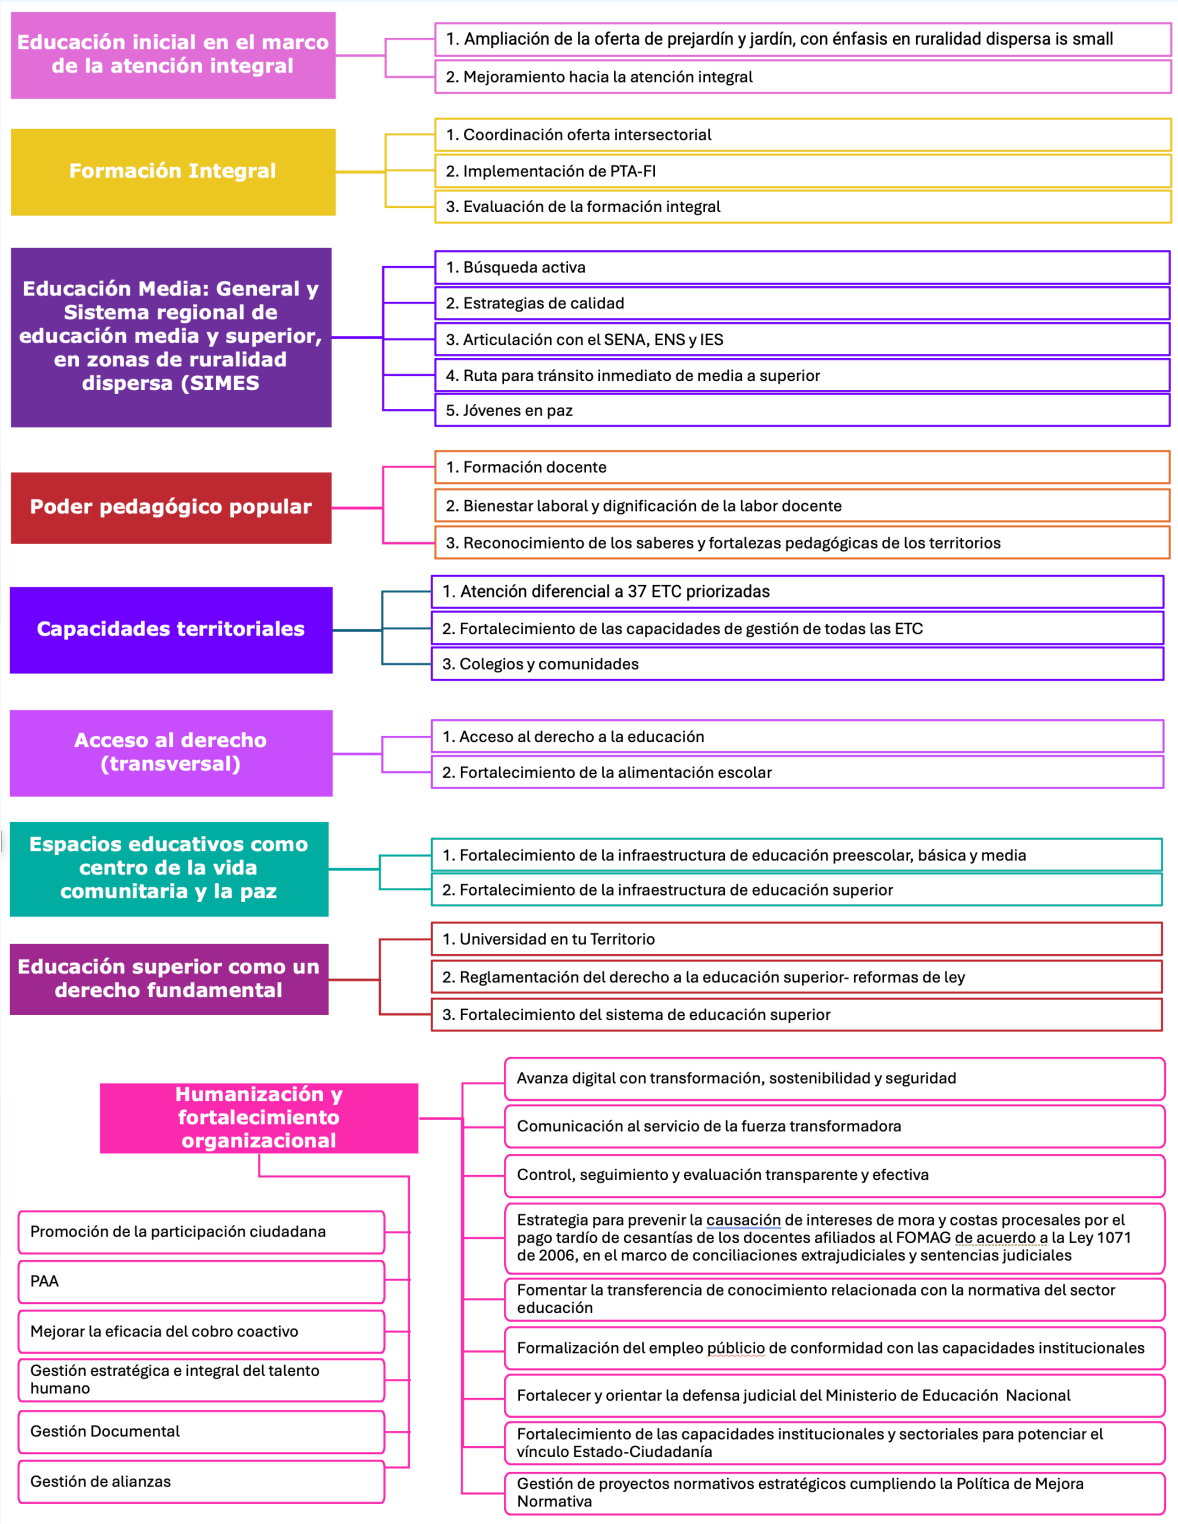 Educación inicial en el marco
de la atención integral
1. Ampliación de la oferta de prejardín y jardín, con énfasis en ruralidad dispersa is small
2. Mejoramiento hacia la atención integral
Formación Integral
1. Coordinación oferta intersectorial
2. Implementación de PTA-FI
3. Evaluación de la formación integral
Educación Media: General y
Sistema regional de
educación media y superior,
en zonas de ruralidad
dispersa (SIMES
1. Búsqueda activa
2. Estrategias de calidad
3. Articulación con el SENA, ENS y IES
4. Ruta para tránsito inmediato de media a superior
5. Jóvenes en paz
Poder pedagógico popular
1. Formación docente
2. Bienestar laboral y dignificación de la labor docente
3. Reconocimiento de los saberes y fortalezas pedagógicas de los territorios
Capacidades territoriales
1. Atención diferencial a 37 ETC priorizadas
2. Fortalecimiento de las capacidades de gestión de todas las ETC
3. Colegios y comunidades
Acceso al derecho
(transversal)
1. Acceso al derecho a la educación
2. Fortalecimiento de la alimentación escolar
Espacios educativos como
centro de la vida
comunitaria y la paz
1. Fortalecimiento de la infraestructura de educación preescolar, básica y media
2. Fortalecimiento de la infraestructura de educación superior
Educación superior como un
derecho fundamental
1. Universidad en tu Territorio
2. Reglamentación del derecho a la educación superior- reformas de ley
3. Fortalecimiento del sistema de educación superior
Humanización y
fortalecimiento
organizacional
Promoción de la participación ciudadana
PAA
Mejorar la eficacia del cobro coactivo
Gestión estratégica e integral del talento
humano
Gestión Documental
Gestión de alianzas
Avanza digital con transformación, sostenibilidad y seguridad
Comunicación al servicio de la fuerza transformadora
Control, seguimiento y evaluación transparente y efectiva
Estrategia para prevenir la causación de intereses de mora y costas procesales por el
pago tardío de cesantías de los docentes afiliados al FOMAG de acuerdo a la Ley 1071
de 2006, en el marco de conciliaciones extrajudiciales y sentencias judiciales
Fomentar la transferencia de conocimiento relacionada con la normativa del sector
educación
Formalización del empleo públicio de conformidad con las capacidades institucionales
Fortalecer y orientar la defensa judicial del Ministerio de Educación  Nacional
Fortalecimiento de las capacidades institucionales y sectoriales para potenciar el
vínculo Estado-Ciudadanía
Gestión de proyectos normativos estratégicos cumpliendo la Política de Mejora
Normativa